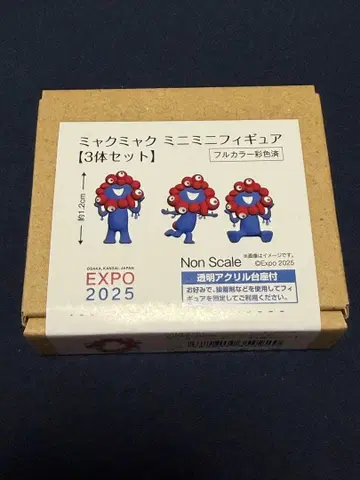 ミャクミャク ミニミニフィギュア
【3体セット】
フルカラー彩色済
約1.2cm
※画像はイメージです。
Non Scale ©Expo 2025
OSAKA, KANSAI, JAPAN
EXPO
2025
透明アクリル台座付
お好みで、接着剤などを使用してフィ
ギュアを固定してご利用ください。